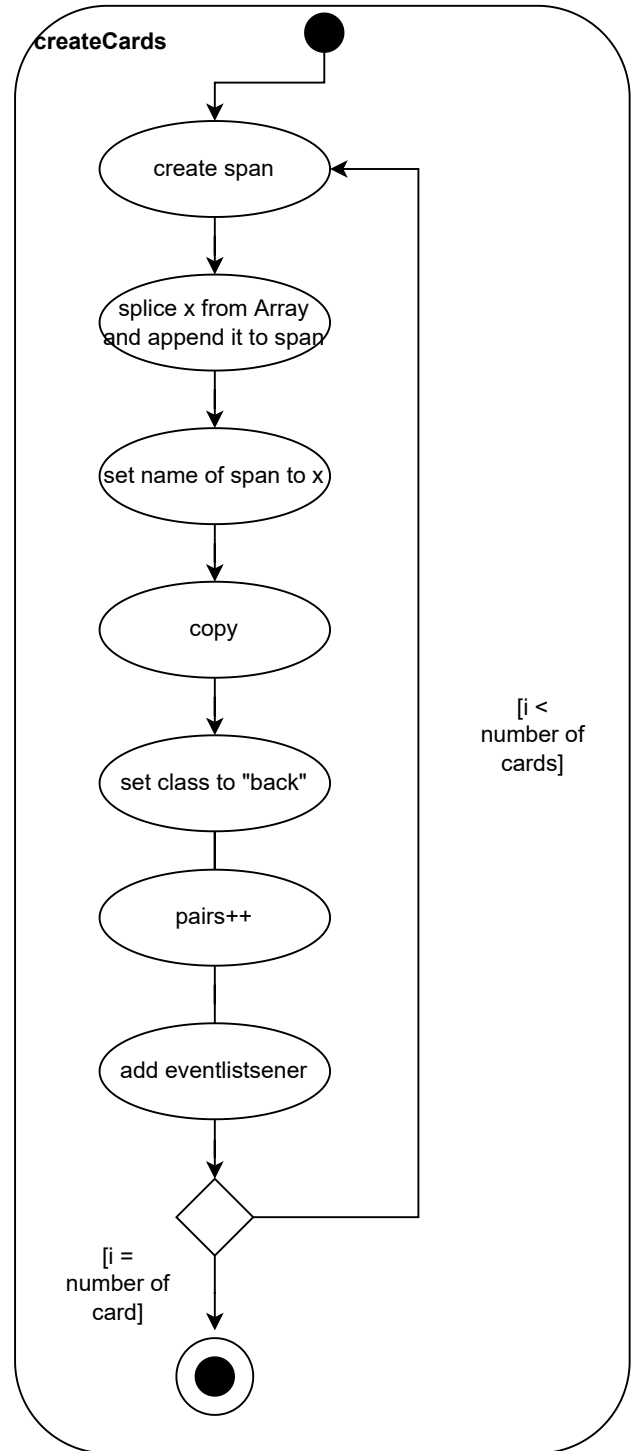 createCards
create span
splice x from Array
and append it to span
set name of span to x
copy
set class to "back"
pairs++
add eventlistsener
[i <
number of
cards]
[i =
number of
card]